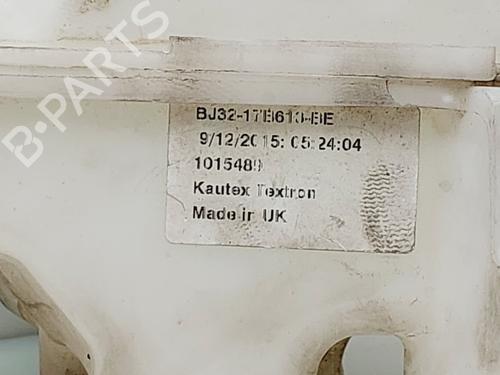 B-PARTS
BJ32-17B613-BE
9/12/2015: 05:24:04
1015489
Kautex Textron
Made in UK